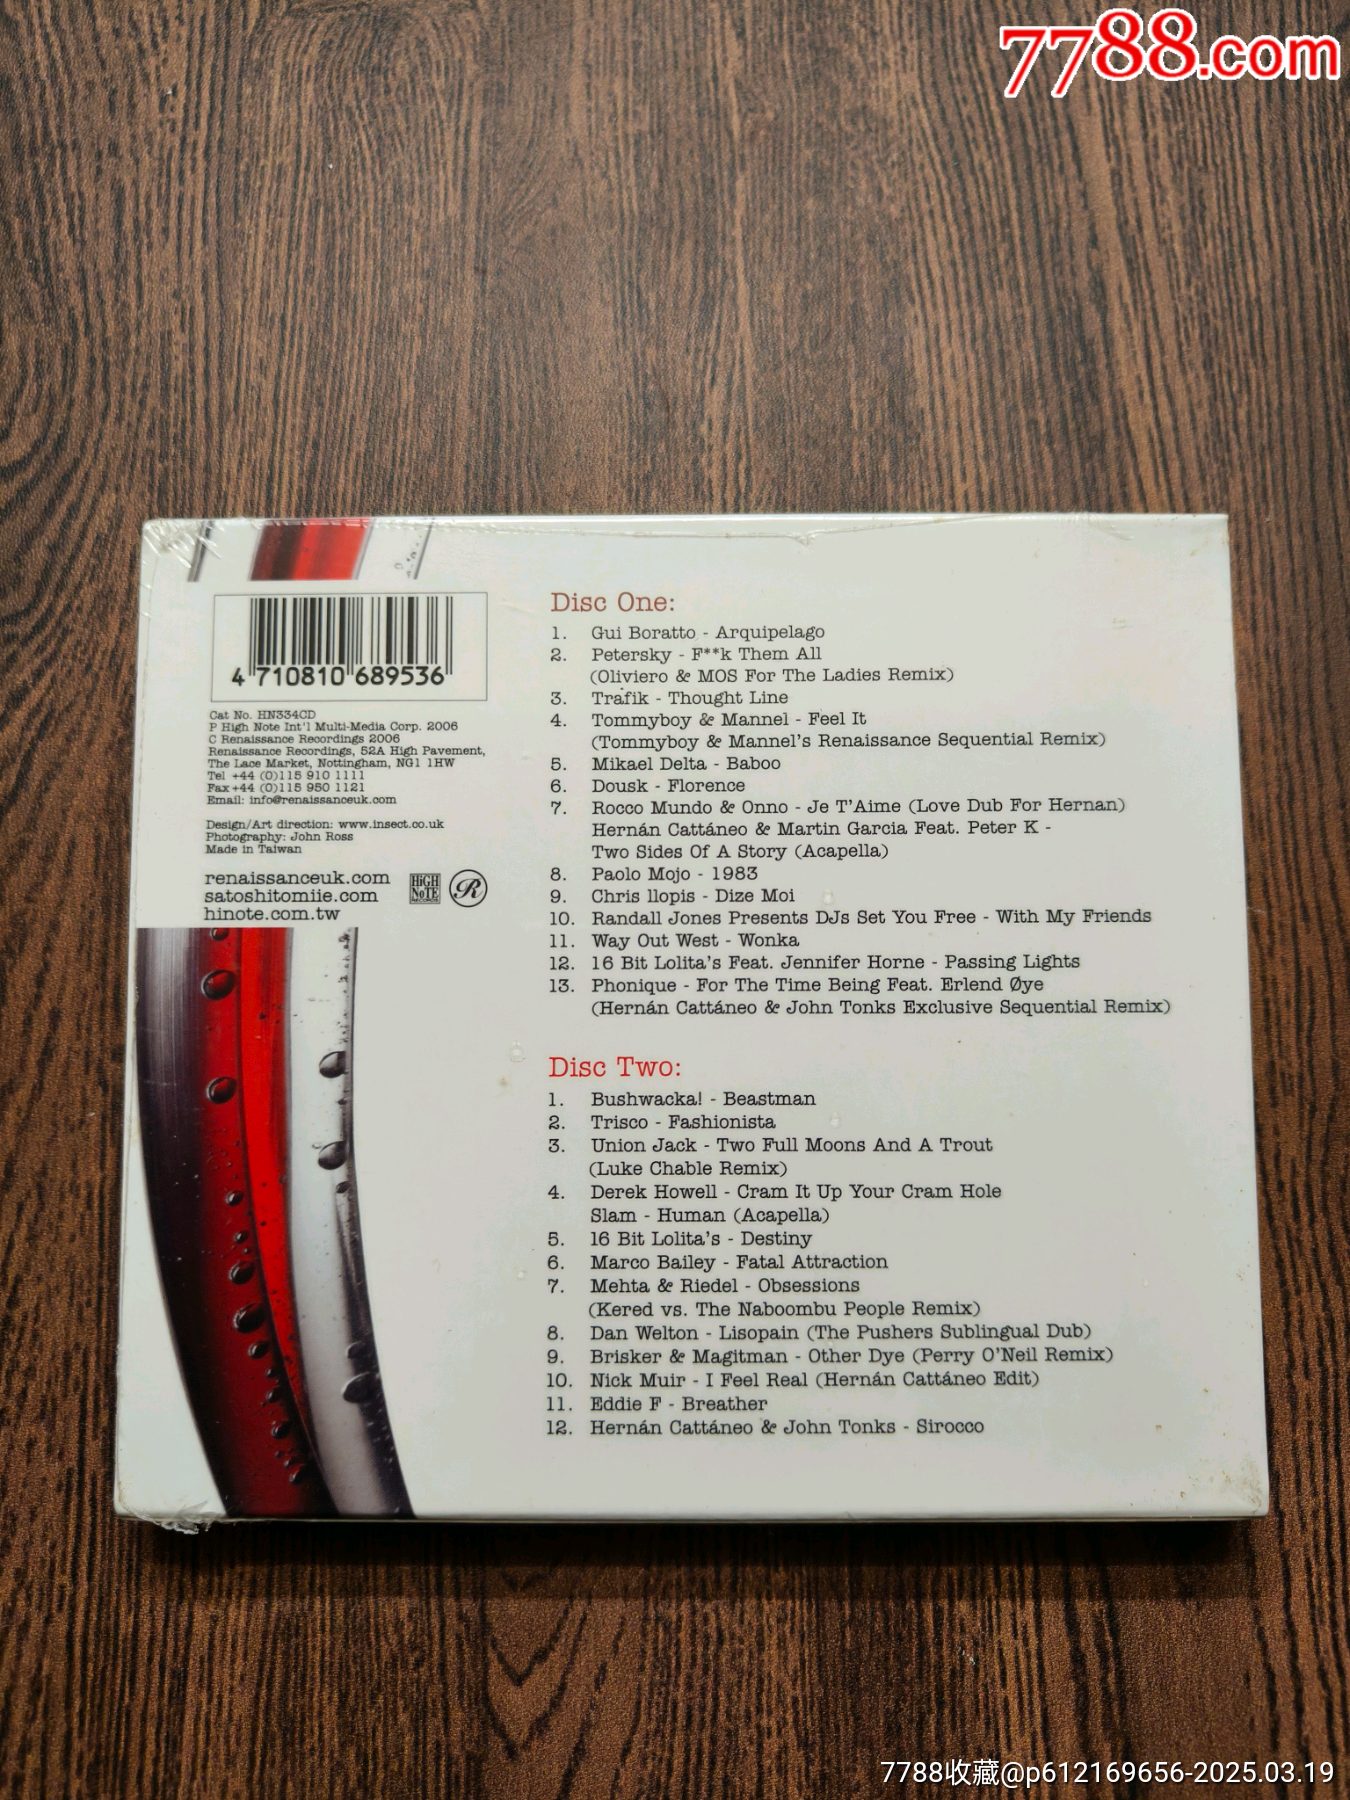 7788.com
4 710810 689536
Cat No. HN334CD
P High Note Int'l Multi-Media Corp. 2006
C Renaissance Recordings 2006
Renaissance Recordings, 52A High Pavement,
The Lace Market, Nottingham, NG1 1HW
Tel +44 (0)115 910 1111
Fax+44 (0)115 950 1121
Email: info@renaissanceuk.com
Design/Art direction: www.insect.co.uk
Photography: John Ross
Made in Taiwan
renaissanceuk.com
satoshitomiie.com
hinote.com.tw
HiGH
NoTE
RECORDS
R
Disc One:
1. Gui Boratto - Arquipelago
2. Petersky - F**k Them All
(Oliviero & MOS For The Ladies Remix)
3. Trafik - Thought Line
4. Tommyboy & Mannel - Feel It
(Tommyboy & Mannel's Renaissance Sequential Remix)
5. Mikael Delta - Baboo
6. Dousk - Florence
7. Rocco Mundo & Onno - Je T'Aime (Love Dub For Hernan)
Hernán Cattáneo & Martin Garcia Feat. Peter K -
Two Sides Of A Story (Acapella)
8. Paolo Mojo - 1983
9. Chris llopis - Dize Moi
10. Randall Jones Presents DJs Set You Free - With My Friends
11. Way Out West - Wonka
12. 16 Bit Lolita's Feat. Jennifer Horne - Passing Lights
13. Phonique - For The Time Being Feat. Erlend Øye
(Hernán Cattáneo & John Tonks Exclusive Sequential Remix)
Disc Two:
1. Bushwacka! - Beastman
2. Trisco - Fashionista
3. Union Jack - Two Full Moons And A Trout
(Luke Chable Remix)
4. Derek Howell - Cram It Up Your Cram Hole
Slam - Human (Acapella)
5. 16 Bit Lolita's - Destiny
6. Marco Bailey - Fatal Attraction
7. Mehta & Riedel - Obsessions
(Kered vs. The Naboombu People Remix)
8. Dan Welton - Lisopain (The Pushers Sublingual Dub)
9. Brisker & Magitman - Other Dye (Perry O'Neil Remix)
10. Nick Muir - I Feel Real (Hernán Cattáneo Edit)
11. Eddie F - Breather
12. Hernán Cattáneo & John Tonks - Sirocco
7788收藏@p612169656-2025.03.19